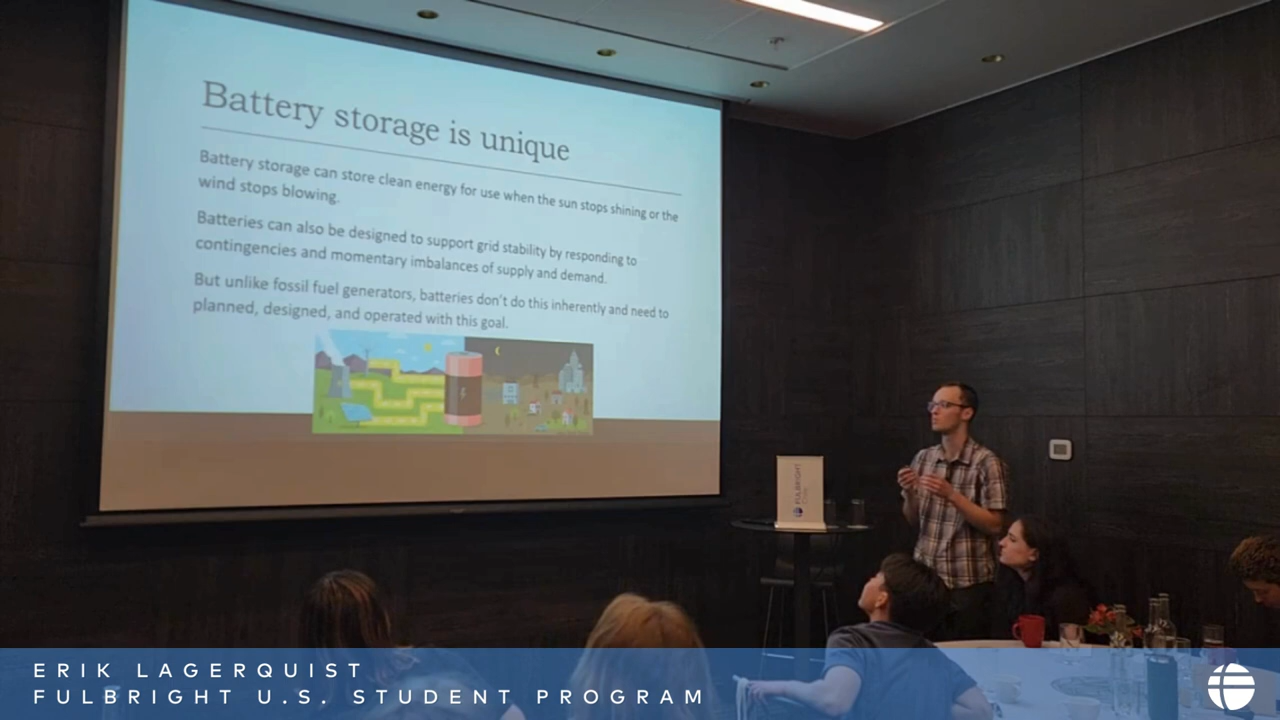 Battery storage is unique
Battery storage can store clean energy for use when the sun stops shining or the
wind stops blowing.
Batteries can also be designed to support grid stability by responding to
contingencies and momentary imbalances of supply and demand.
But unlike fossil fuel generators, batteries don't do this inherently and need to
planned, designed, and operated with this goal.
FULBRIGHT
ERIK LAGERQUIST
FULBRIGHT U.S. STUDENT PROGRAM